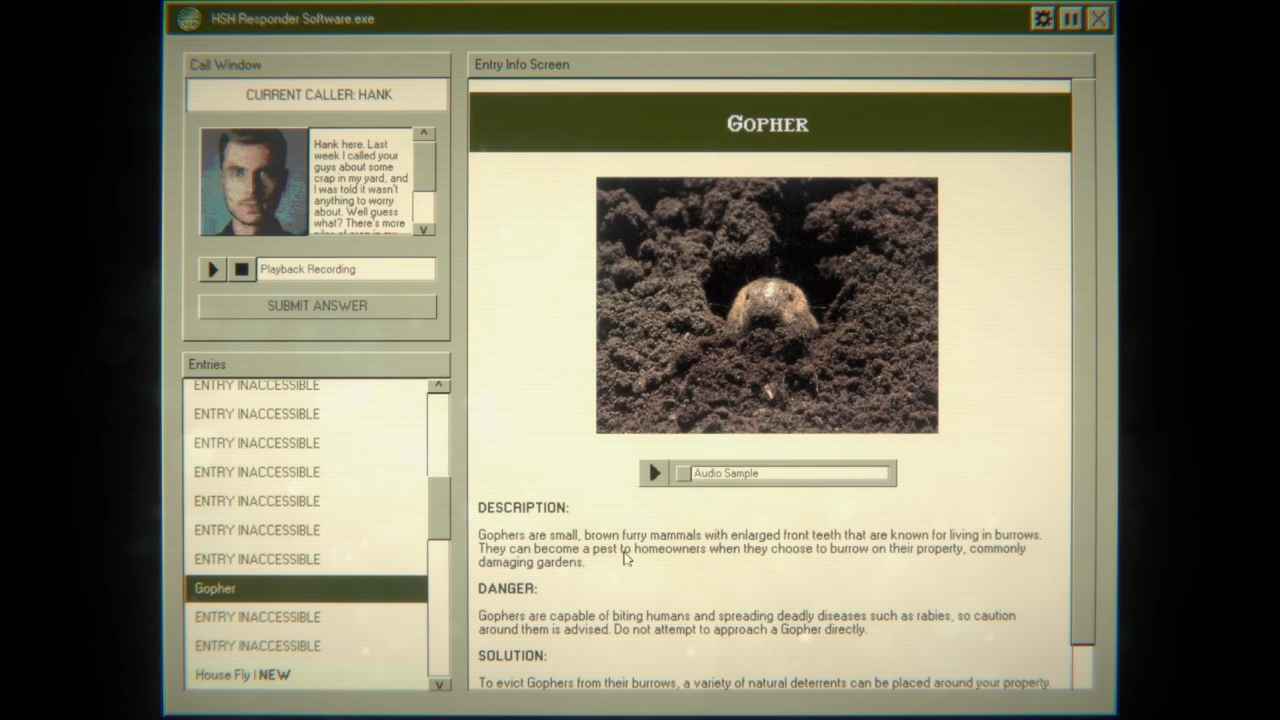 HSH Responder Software.exe
Call Window
CURRENT CALLER: HANK
Hank here. Last
week I called your
guys about some
crap in my yard, and
I was told it wasn't
anything to worry
about. Well guess
what? There's more
Playback Recording
SUBMIT ANSWER
Entries
ENTRY INACCESSIBLE
ENTRY INACCESSIBLE
ENTRY INACCESSIBLE
ENTRY INACCESSIBLE
ENTRY INACCESSIBLE
ENTRY INACCESSIBLE
ENTRY INACCESSIBLE
Gopher
ENTRY INACCESSIBLE
ENTRY INACCESSIBLE
House Fly | NEW
Entry Info Screen
GOPHER
Audio Sample
DESCRIPTION:
Gophers are small, brown furry mammals with enlarged front teeth that are known for living in burrows.
They can become a pest to homeowners when they choose to burrow on their property, commonly
damaging gardens.
DANGER:
Gophers are capable of biting humans and spreading deadly diseases such as rabies, so caution
around them is advised. Do not attempt to approach a Gopher directly.
SOLUTION:
To evict Gophers from their burrows, a variety of natural deterrents can be placed around your property.